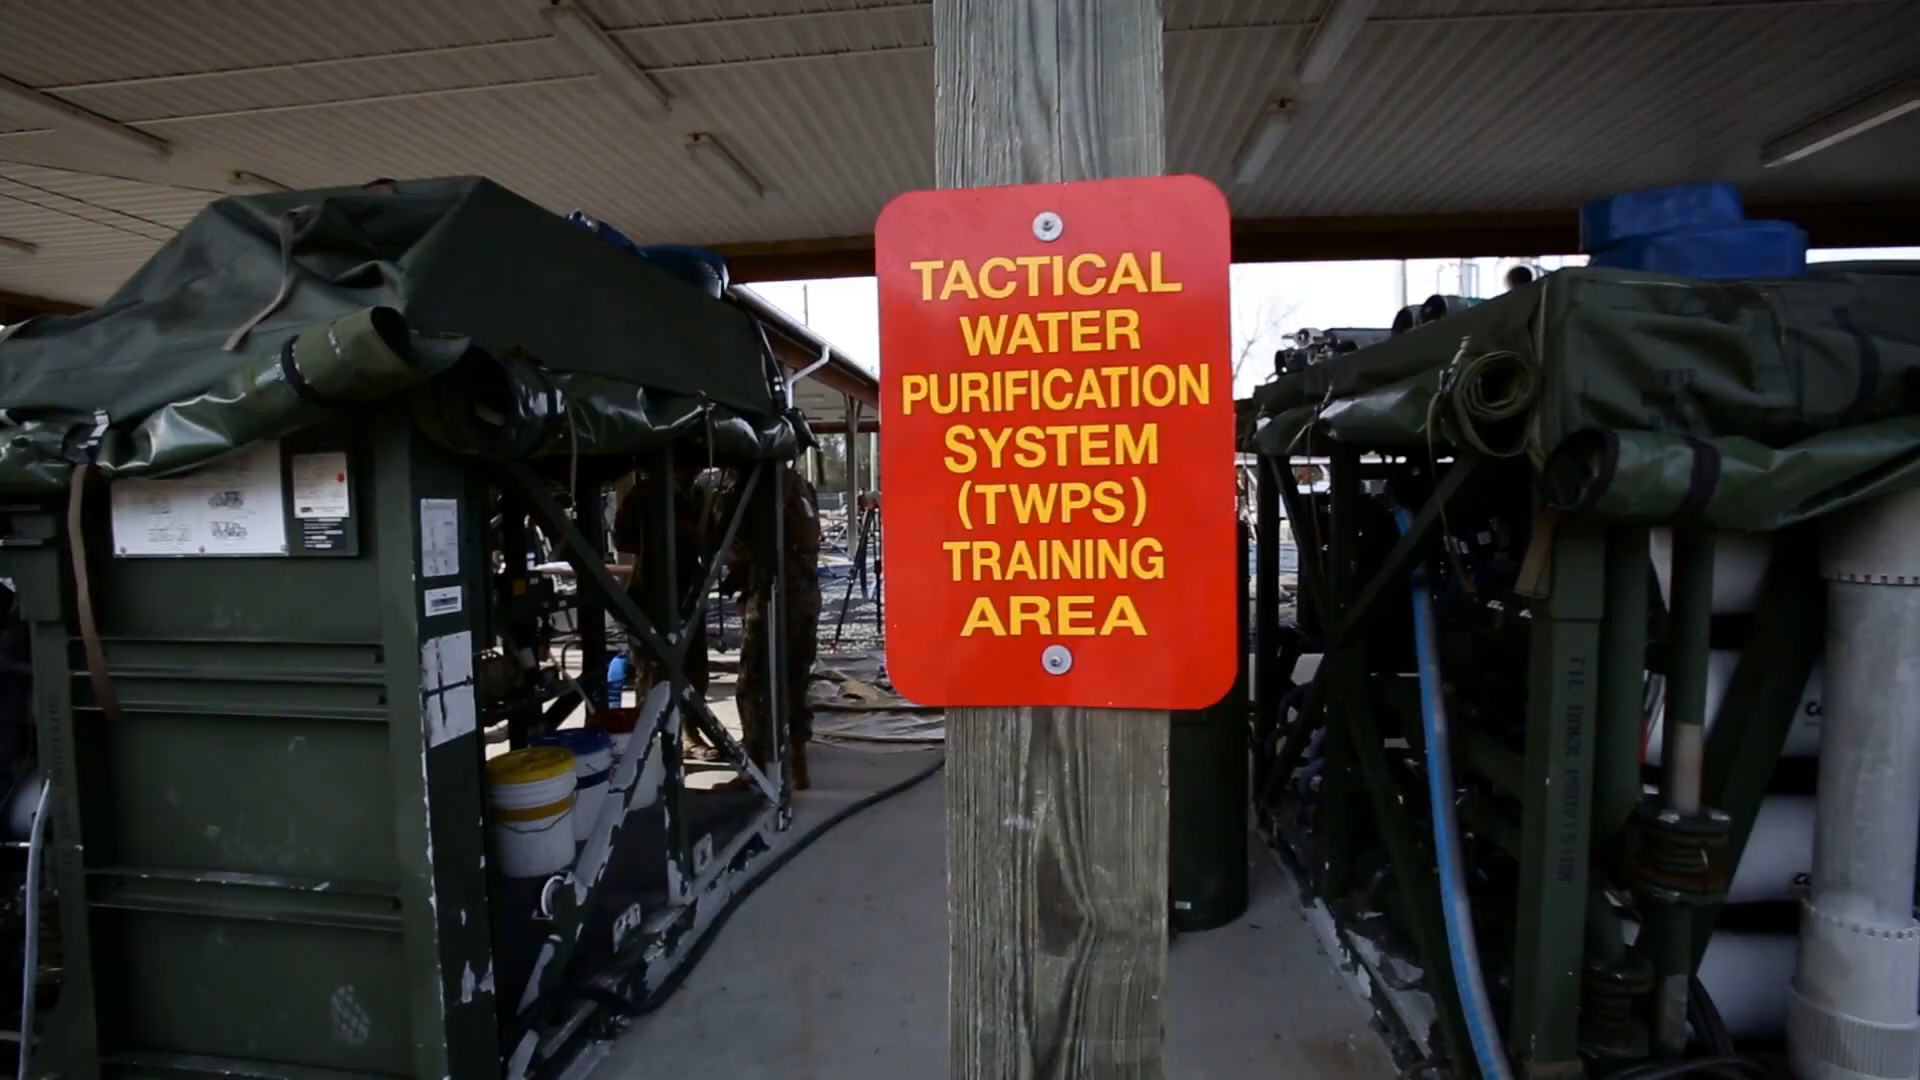 TACTICAL
WATER
PURIFICATION
SYSTEM
(TWPS)
TRAINING
AREA